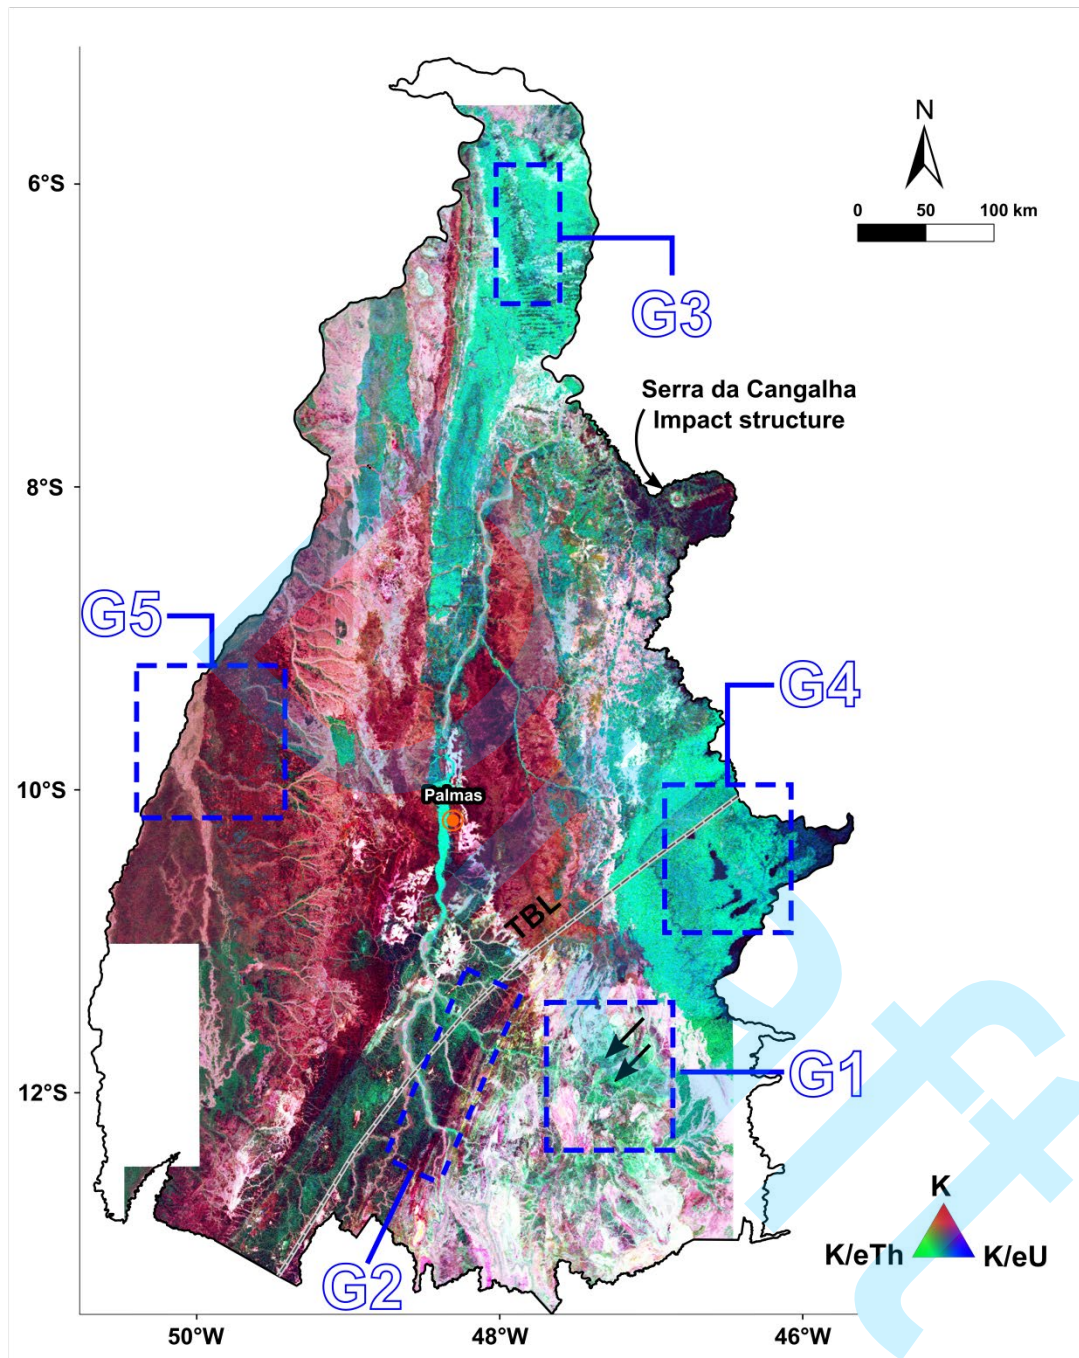 N
0 50 100 km
6°S
G3
Serra da Cangalha
Impact structure
8°S
G5
G4
10°S
Palmas
TBL
G1
12°S
K
K/eTh K/eU
G2
50°W 48°W 46°W